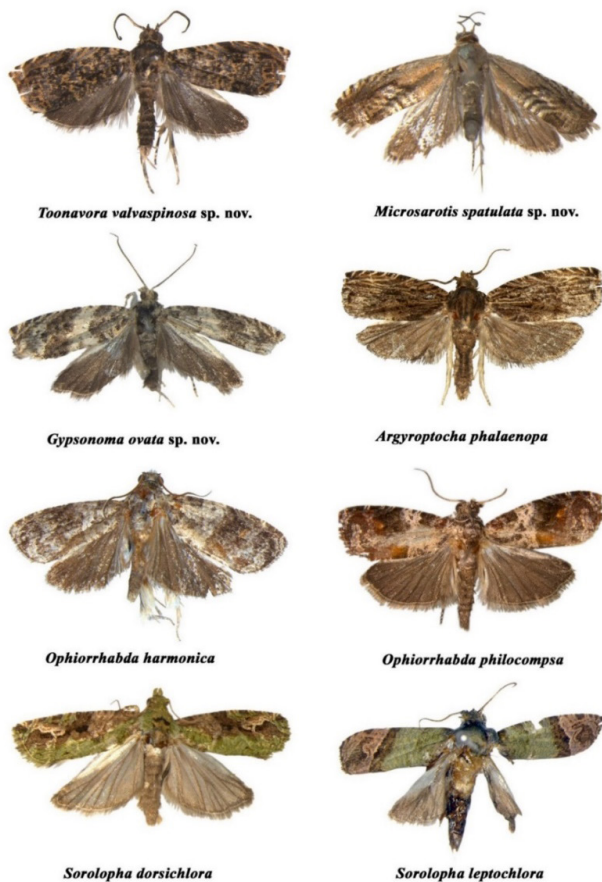 Toonavora valvaspinosa sp. nov.
Microsarotis spatulata sp. nov.
Gypsonoma ovata sp. nov.
Argyroptocha phalaenopa
Ophiorrhabda harmonica
Ophiorrhabda philocompsa
Sorolopha dorsichlora
Sorolopha leptochlora